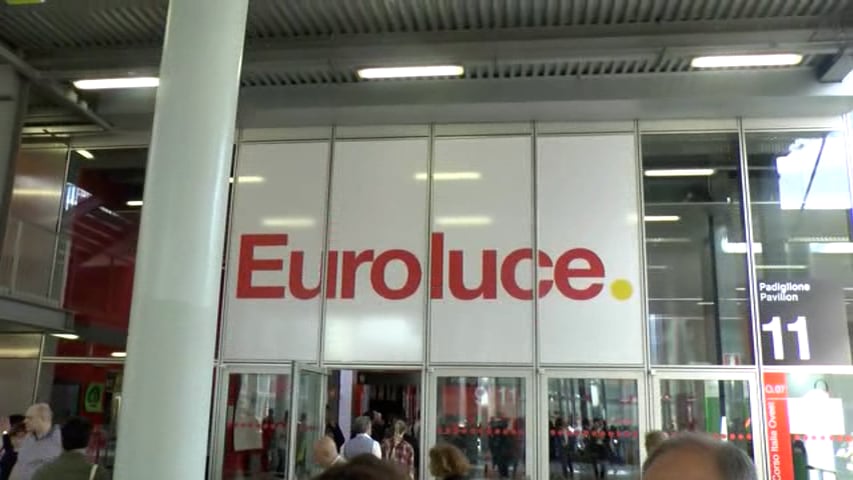 Euroluce.
Padiglione
Pavilion
11
Corso Italia Ovest